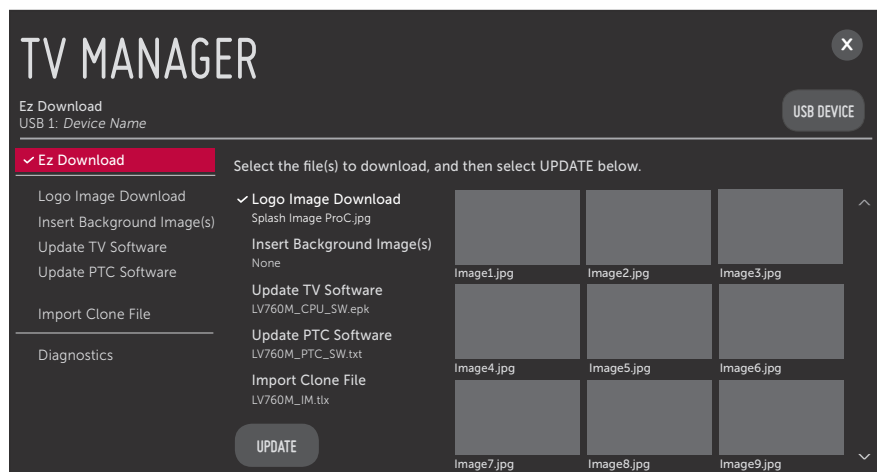 TV MANAGER
X
Ez Download
USB 1: Device Name
USB DEVICE
Ez Download
Logo Image Download
Insert Background Image(s)
Update TV Software
Update PTC Software
Import Clone File
Diagnostics
Select the file(s) to download, and then select UPDATE below.
Logo Image Download
Splash Image ProC.jpg
Insert Background Image(s)
None
Update TV Software
LV760M_CPU_SW.epk
Update PTC Software
LV760M_PTC_SW.txt
Import Clone File
LV760M_IM.tlx
UPDATE
Image1.jpg Image2.jpg Image3.jpg
Image4.jpg Image5.jpg Image6.jpg
Image7.jpg Image8.jpg Image9.jpg